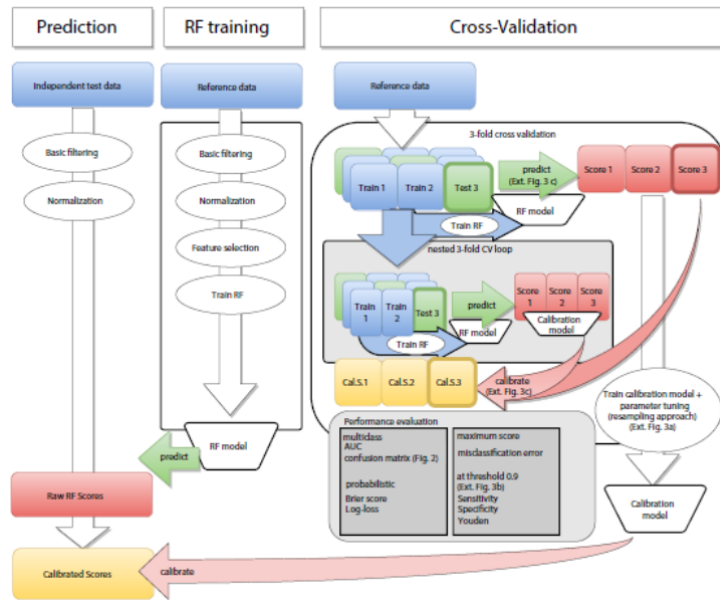 Prediction
RF training
Cross-Validation
Independent test data
Basic filtering
Normalization
Raw RF Scores
Calibrated Scores
Reference data
Basic filtering
Normalization
Feature selection
Train RF
RF model
predict
Reference data
3-fold cross validation
Train 1
Train 2
Test 3
predict
(Ext. Fig. 3 c)
Score 1
Score 2
Score 3
RF model
Train RF
nested 3-fold CV loop
Train
1
Train
2
Test 3
predict
Score
1
Score
2
Score
3
RF model
Calibration
model
Train RF
Cal.S.1
Cal.S.2
Cal.S.3
calibrate
(Ext. Fig. 3c)
Train calibration model +
parameter tuning
(resampling approach)
(Ext. Fig. 3a)
Calibration
model
Performance evaluation
multiclass
AUC
confusion matrix (Fig. 2)
probabilistic
Brier score
Log-loss
maximum score
misclassification error
at threshold 0.9
(Ext. Fig. 3b)
Sensitivity
Specificity
Youden
calibrate